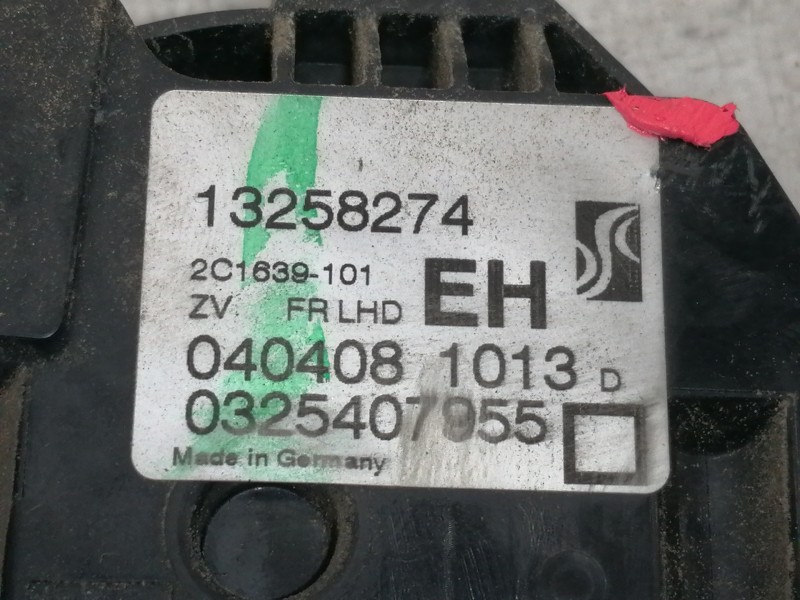 13258274
2C1639-101
ZV FR LHD EH
040408 1013 D
0325407955
Made in Germany